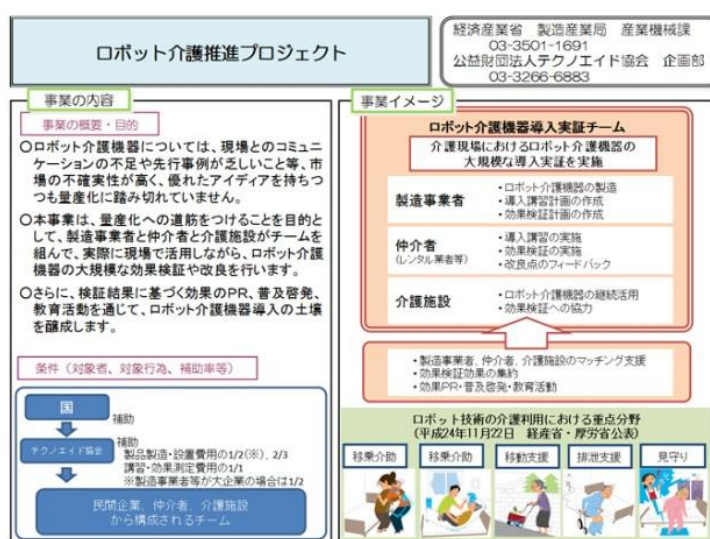 ロボット介護推進プロジェクト
経済産業省 製造産業局 産業機械課
03-3501-1691
公益財団法人テクノエイド協会 企画部
03-3266-6883
事業の内容
事業の概要・目的
○ロボット介護機器については、現場とのコミュニ
ケーションの不足や先行事例が乏しいこと等、市
場の不確実性が高く、優れたアイディアを持ちつ
つも量産化に踏み切れていません。
○本事業は、量産化への道筋をつけることを目的と
して、製造事業者と仲介者と介護施設がチームを
組んで、実際に現場で活用しながら、ロボット介護
機器の大規模な効果検証や改良を行います。
○さらに、検証結果に基づく効果のPR、普及啓発、
教育活動を通じて、ロボット介護機器導入の土壌
を醸成します。
条件（対象者、対象行為、補助率等）
国
補助
テクノエイド協会
補助
製品製造・設置費用の1/2（※）、2/3
講習・効果測定費用の1/1
※製造事業者等が大企業の場合は1/2
民間企業、仲介者、介護施設
から構成されるチーム
事業イメージ
ロボット介護機器導入実証チーム
介護現場におけるロボット介護機器の
大規模な導入実証を実施
製造事業者
・ロボット介護機器の製造
・導入講習計画の作成
・効果検証計画の作成
仲介者
（レンタル業者等）
・導入講習の実施
・効果検証の実施
・改良点のフィードバック
介護施設
・ロボット介護機器の継続活用
・効果検証への協力
・製造事業者、仲介者、介護施設のマッチング支援
・効果検証効果の集約
・効果PR・普及啓発・教育活動
ロボット技術の介護利用における重点分野
（平成24年11月22日 経産省・厚労省公表）
移乗介助
移乗介助
移動支援
排泄支援
見守り